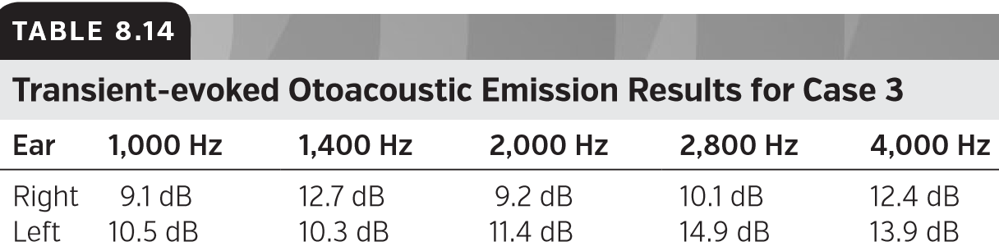 TABLE 8.14
Transient-evoked Otoacoustic Emission Results for Case 3
Ear 1,000 Hz 1,400 Hz 2,000 Hz 2,800 Hz 4,000 Hz
Right 9.1 dB 12.7 dB 9.2 dB 10.1 dB 12.4 dB
Left 10.5 dB 10.3 dB 11.4 dB 14.9 dB 13.9 dB